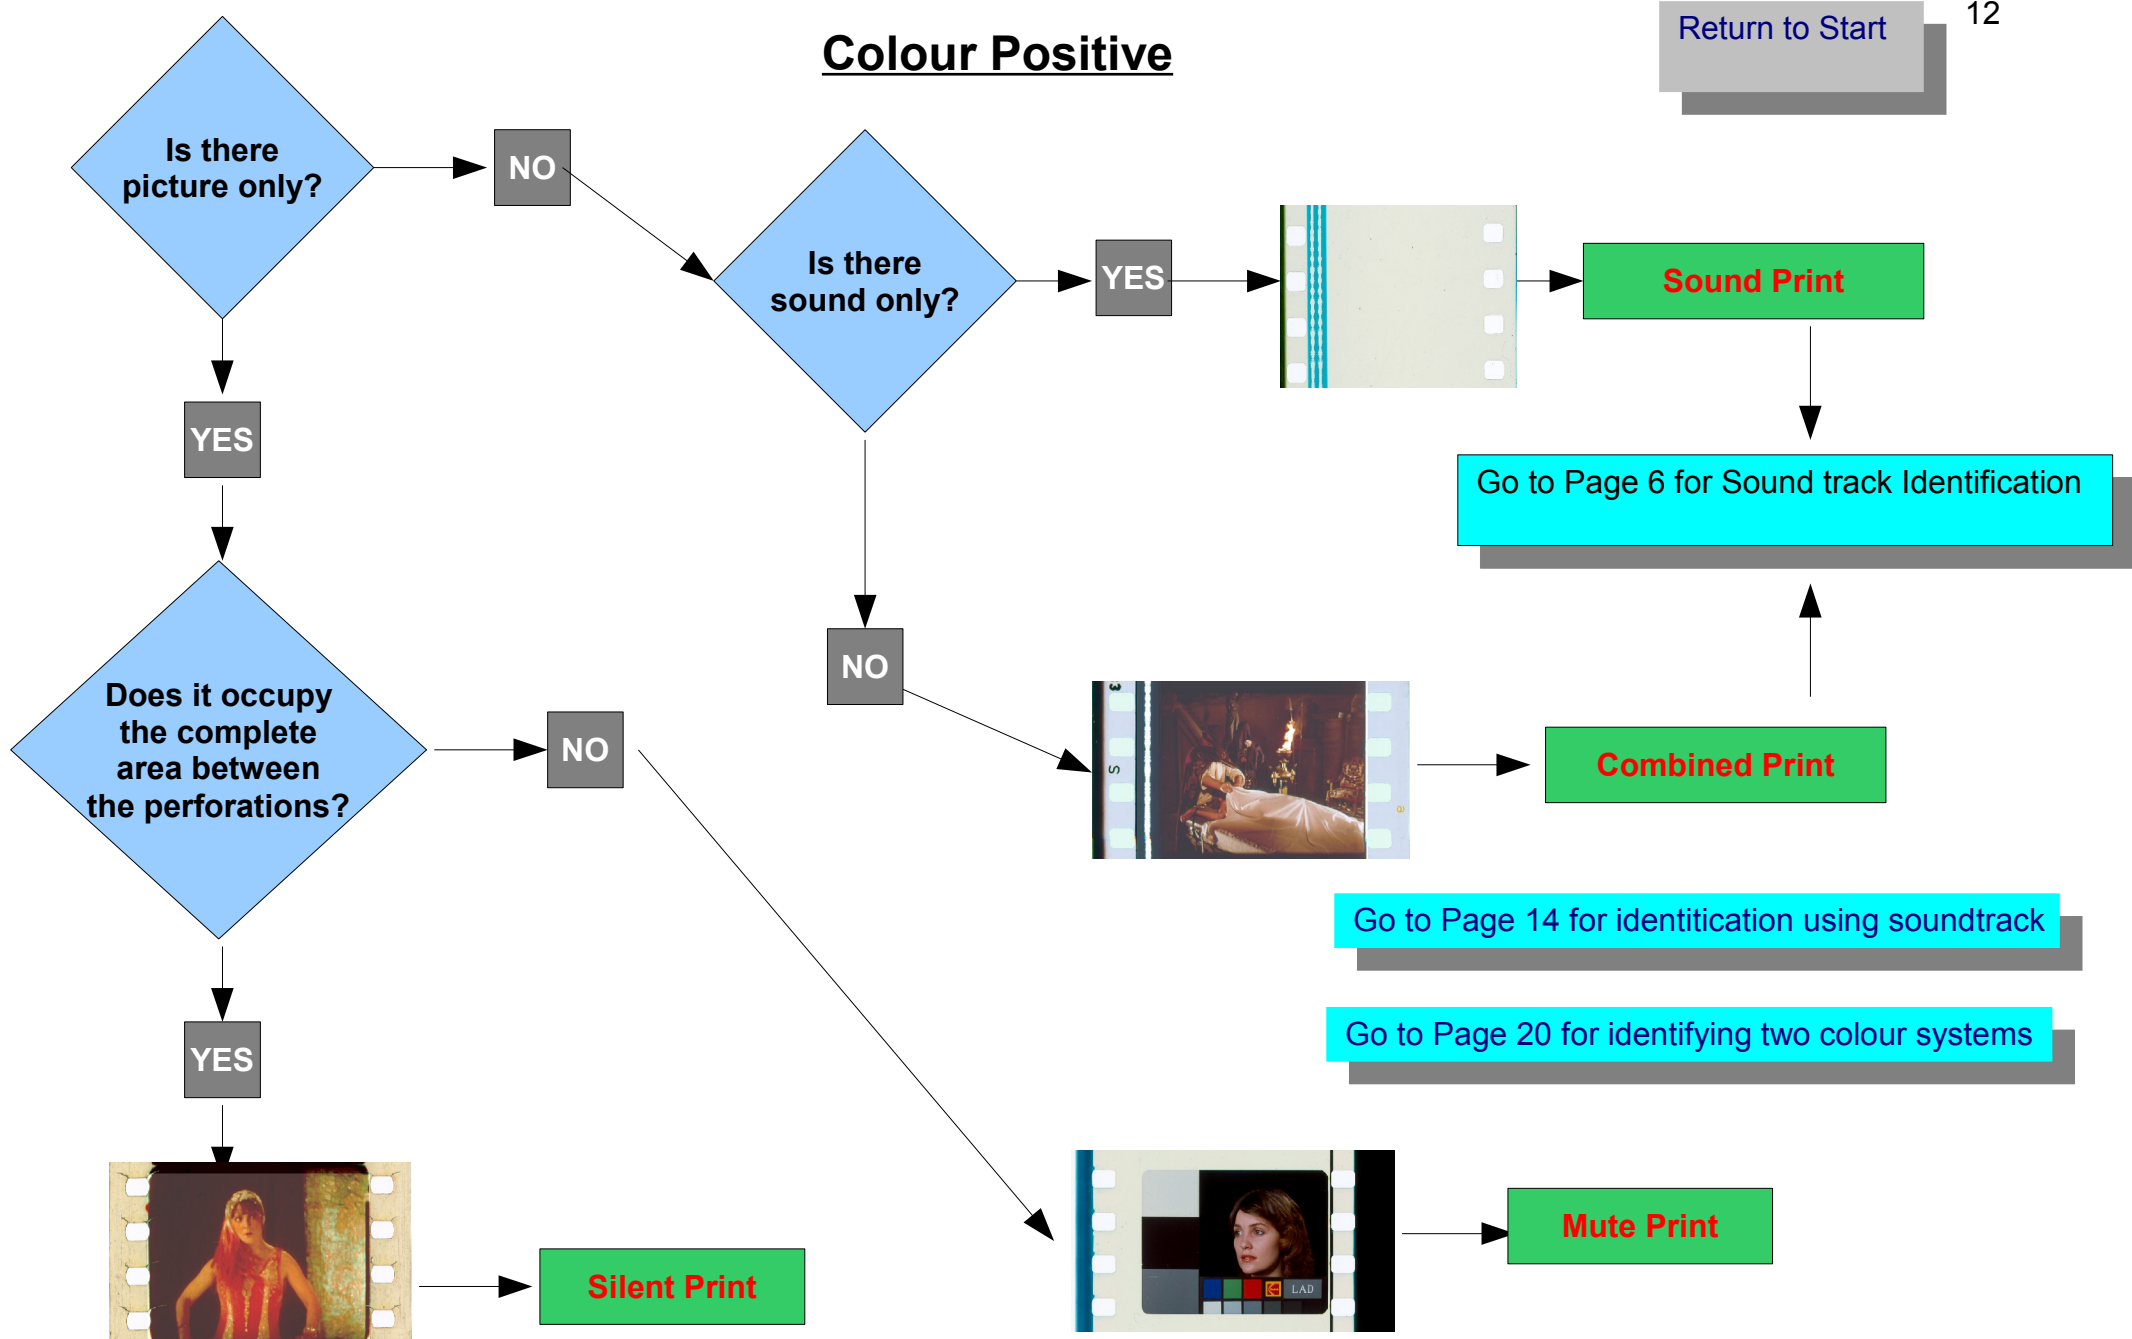 Colour Positive
Return to Start
12
Is there
picture only?
NO
Is there
sound only?
YES
Sound Print
YES
Go to Page 6 for Sound track Identification
Does it occupy
the complete
area between
the perforations?
NO
NO
3
S
Combined Print
Go to Page 14 for identitication using soundtrack
Go to Page 20 for identifying two colour systems
YES
LAD
Mute Print
Silent Print